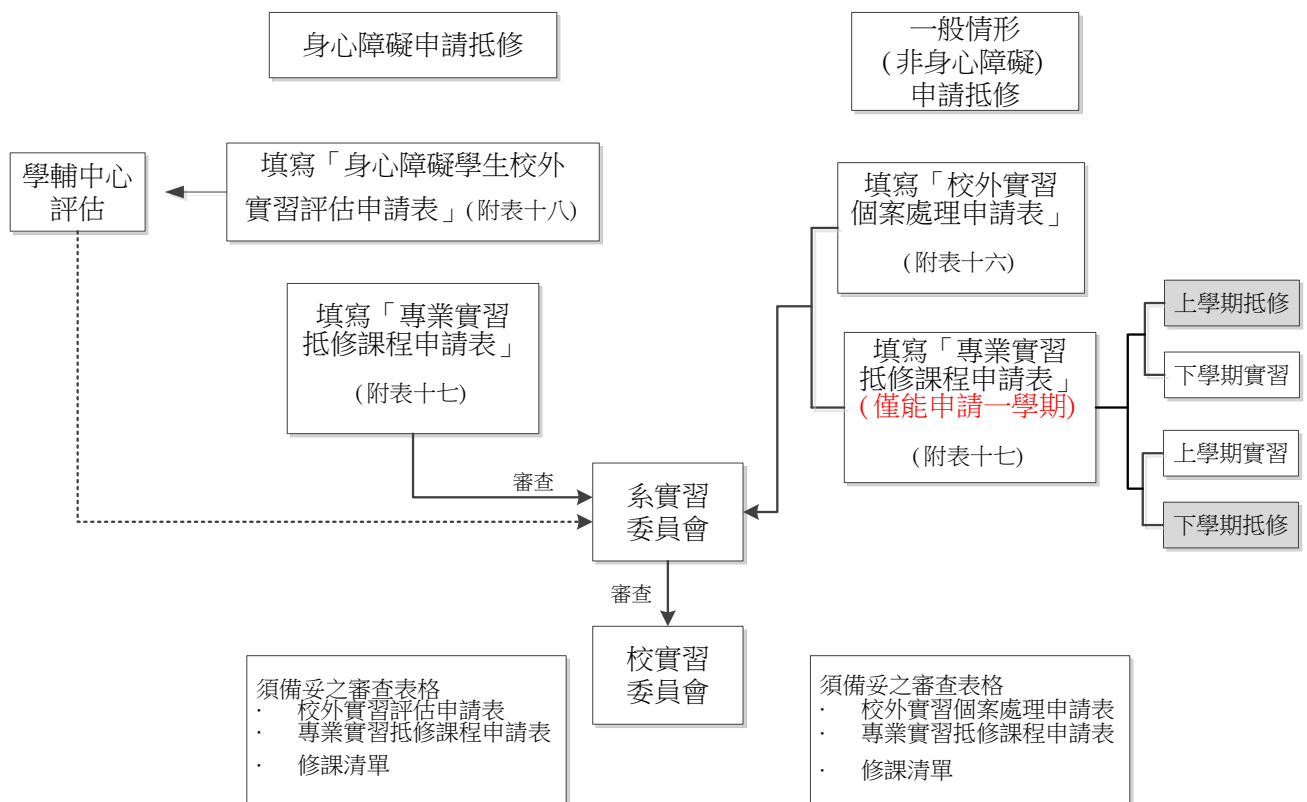 身心障礙申請抵修
一般情形
(非身心障礙)
申請抵修
學輔中心
評估
填寫「身心障礙學生校外
實習評估申請表」(附表十八)
填寫「校外實習
個案處理申請表」
(附表十六)
填寫「專業實習
抵修課程申請表」
(附表十七)
填寫「專業實習
抵修課程申請表」
(僅能申請一學期)
(附表十七)
上學期抵修
下學期實習
上學期實習
下學期抵修
審查
系實習
委員會
審查
校實習
委員會
須備妥之審查表格
· 校外實習評估申請表
· 專業實習抵修課程申請表
· 修課清單
須備妥之審查表格
· 校外實習個案處理申請表
· 專業實習抵修課程申請表
· 修課清單